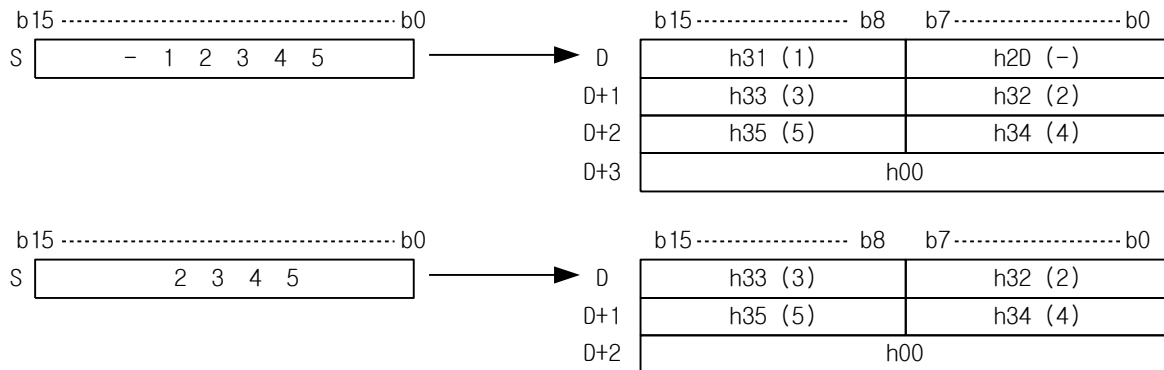 b15 b0 b15 b8 b7 b0
S - 1 2 3 4 5 D h31 (1) h2D (-)
D+1 h33 (3) h32 (2)
D+2 h35 (5) h34 (4)
D+3 h00
b15 b0 b15 b8 b7 b0
S 2 3 4 5 D h33 (3) h32 (2)
D+1 h35 (5) h34 (4)
D+2 h00